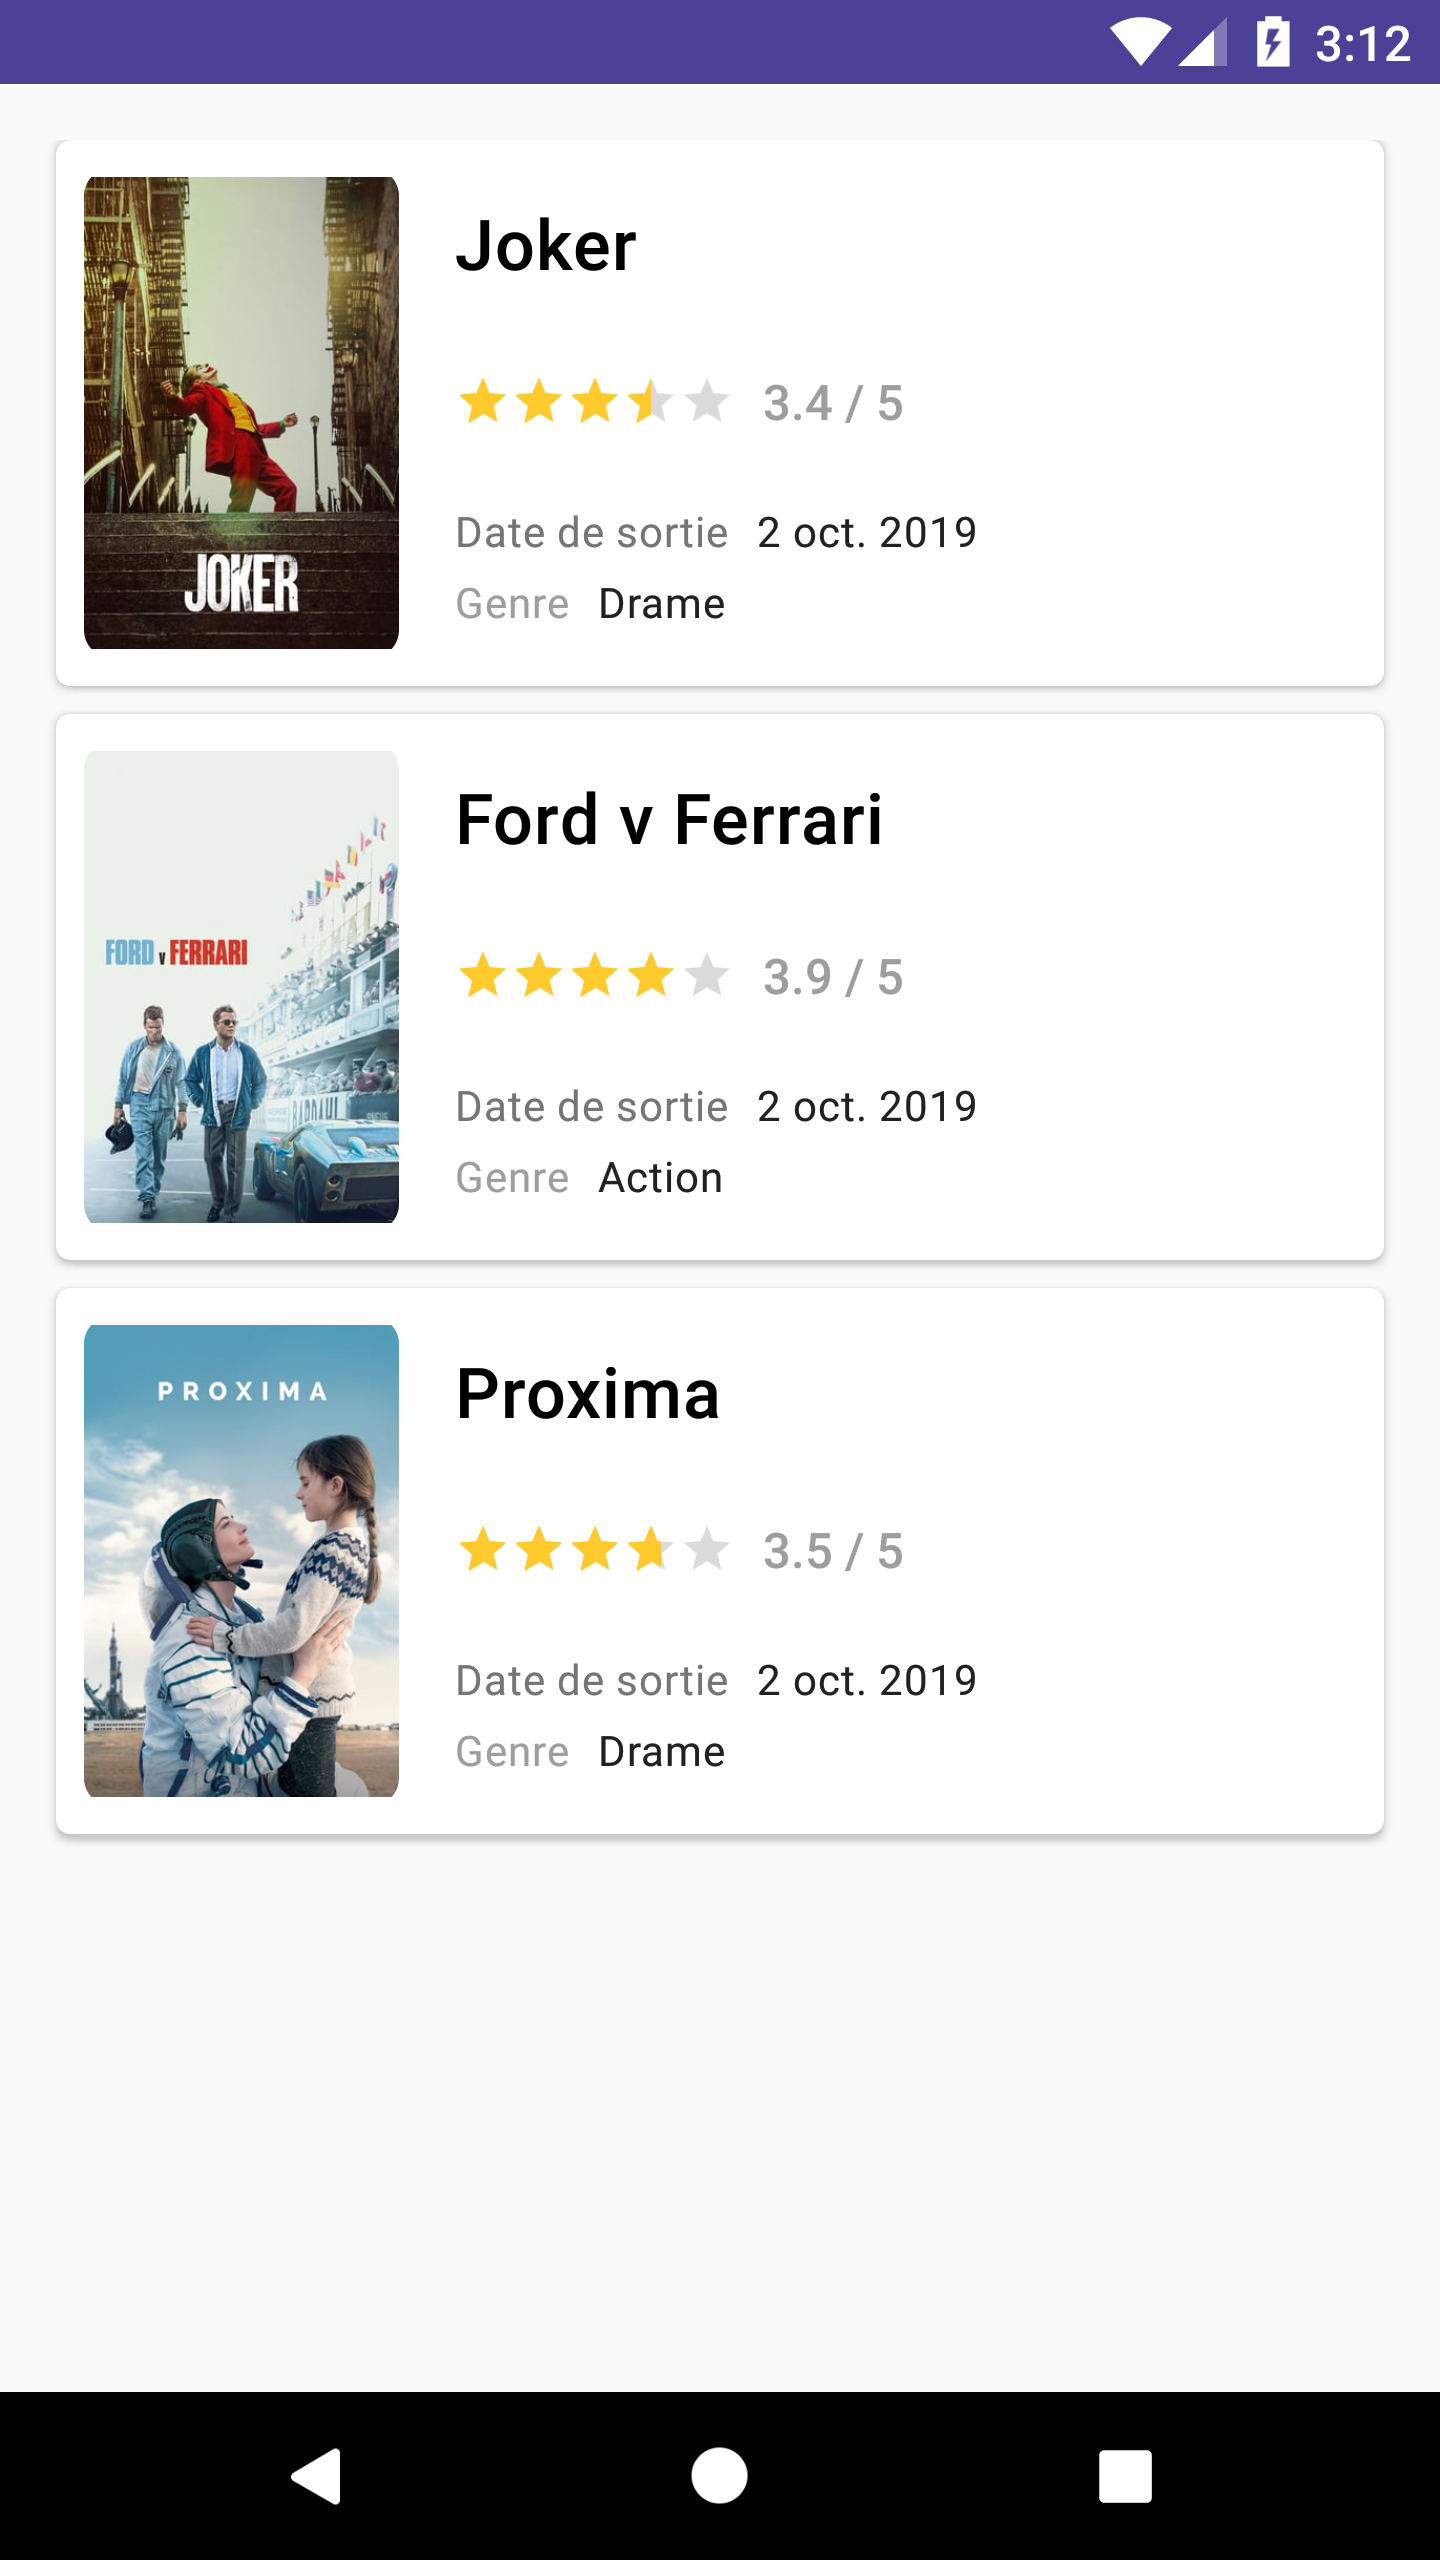 3:12
Joker
3.4 / 5
Date de sortie 2 oct. 2019
Genre Drame
JOKER
Ford v Ferrari
FORD v FERRARI
3.9 / 5
Date de sortie 2 oct. 2019
BARDAHL
Genre Action
Proxima
PROXIMA
3.5 / 5
Date de sortie 2 oct. 2019
Genre Drame